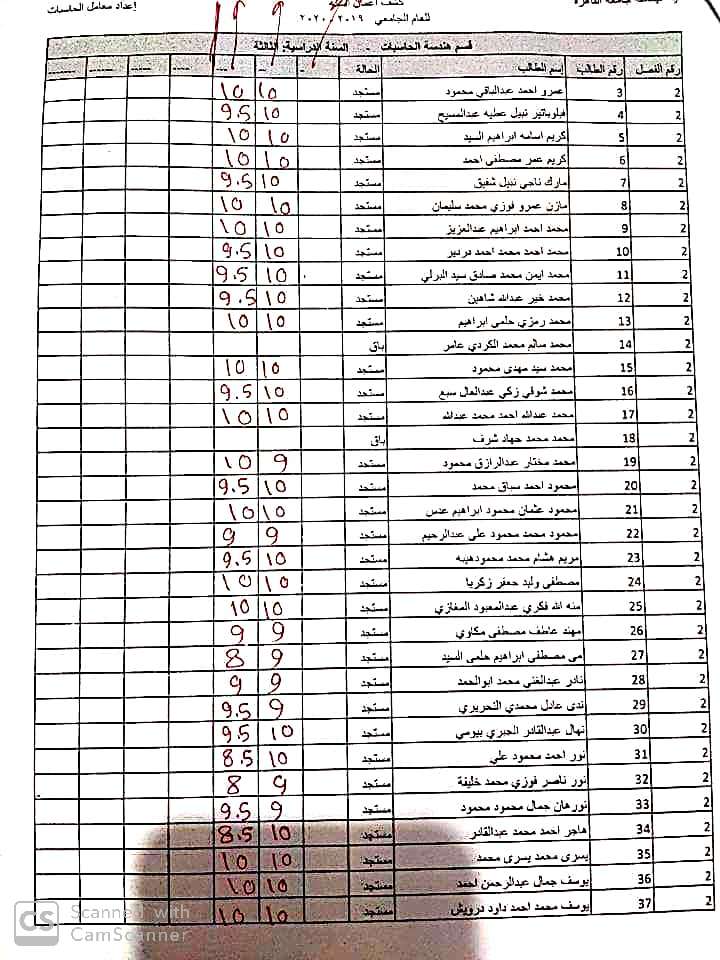 كشف أعمال السنة
إعداد معامل الحاسبات
للعام الجامعي ٢٠١٩ - ٢٠٢٠
قسم هندسة الحاسبات - السنة الدراسية: الثالثة
رقم الفصل رقم الطالب إسم الطالب الحالة
2 3 عمرو احمد عبدالباقي محمود مستجد 10 10
2 4 فيلوباتير نبيل عطيه عبدالمسيح مستجد 10 9.5
2 5 كريم اسامه ابراهيم السيد مستجد 10 10
2 6 كريم عمر مصطفى احمد مستجد 10 10
2 7 مارك ناجي نبيل شفيق مستجد 10 9.5
2 8 مازن عمرو فوزي محمد سليمان مستجد 10 10
2 9 محمد احمد ابراهيم عبدالعزيز مستجد 10 10
2 10 محمد احمد محمد احمد دردير مستجد 10 9.5
2 11 محمد ايمن محمد صادق سيد البرلي مستجد 10 9.5
2 12 محمد خير عبدالله شاهين مستجد 10 9.5
2 13 محمد رمزي حلمي ابراهيم مستجد 10 10
2 14 محمد سالم محمد الكردي عامر باق
2 15 محمد سيد مهدى محمود مستجد 10 10
2 16 محمد شوقي زكي عبدالعال سبع مستجد 10 9.5
2 17 محمد عبدالله احمد محمد عبدالله مستجد 10 10
2 18 محمد محمد جهاد شرف باق
2 19 محمد مختار عبدالرازق محمود مستجد 9 10
2 20 محمود احمد سباق محمد مستجد 10 9.5
2 21 محمود عثمان محمود ابراهيم عدس مستجد 10 10
2 22 محمود محمد محمود على عبدالرحيم مستجد 9 9
2 23 مريم هشام محمد محمودهيبه مستجد 10 9.5
2 24 مصطفى وليد جعفر زكريا مستجد 10 10
2 25 منه الله فكري عبدالمعبود المغازي مستجد 10 10
2 26 مهند عاطف مصطفى مكاوي مستجد 9 9
2 27 مى مصطفى ابراهيم حلمى السيد مستجد 9 8
2 28 نادر عبدالغنى محمد ابوالحمد مستجد 9 9
2 29 ندى عادل محمدي التحريري مستجد 9 9.5
2 30 نهال عبدالقادر الجبري بيومي مستجد 10 9.5
2 31 نور احمد محمود علي مستجد 10 8.5
2 32 نور ناصر فوزي محمد خليفة مستجد 9 8
2 33 نورهان جمال محمود محمود مستجد 9 9.5
2 34 هاجر احمد محمد عبدالقادر مستجد 10 8.5
2 35 يسرى محمد يسرى محمد مستجد 10 10
2 36 يوسف جمال عبدالرحمن احمد مستجد 10 10
2 37 يوسف محمد احمد داود درويش مستجد 10 10
CS Scanned with
CamScanner